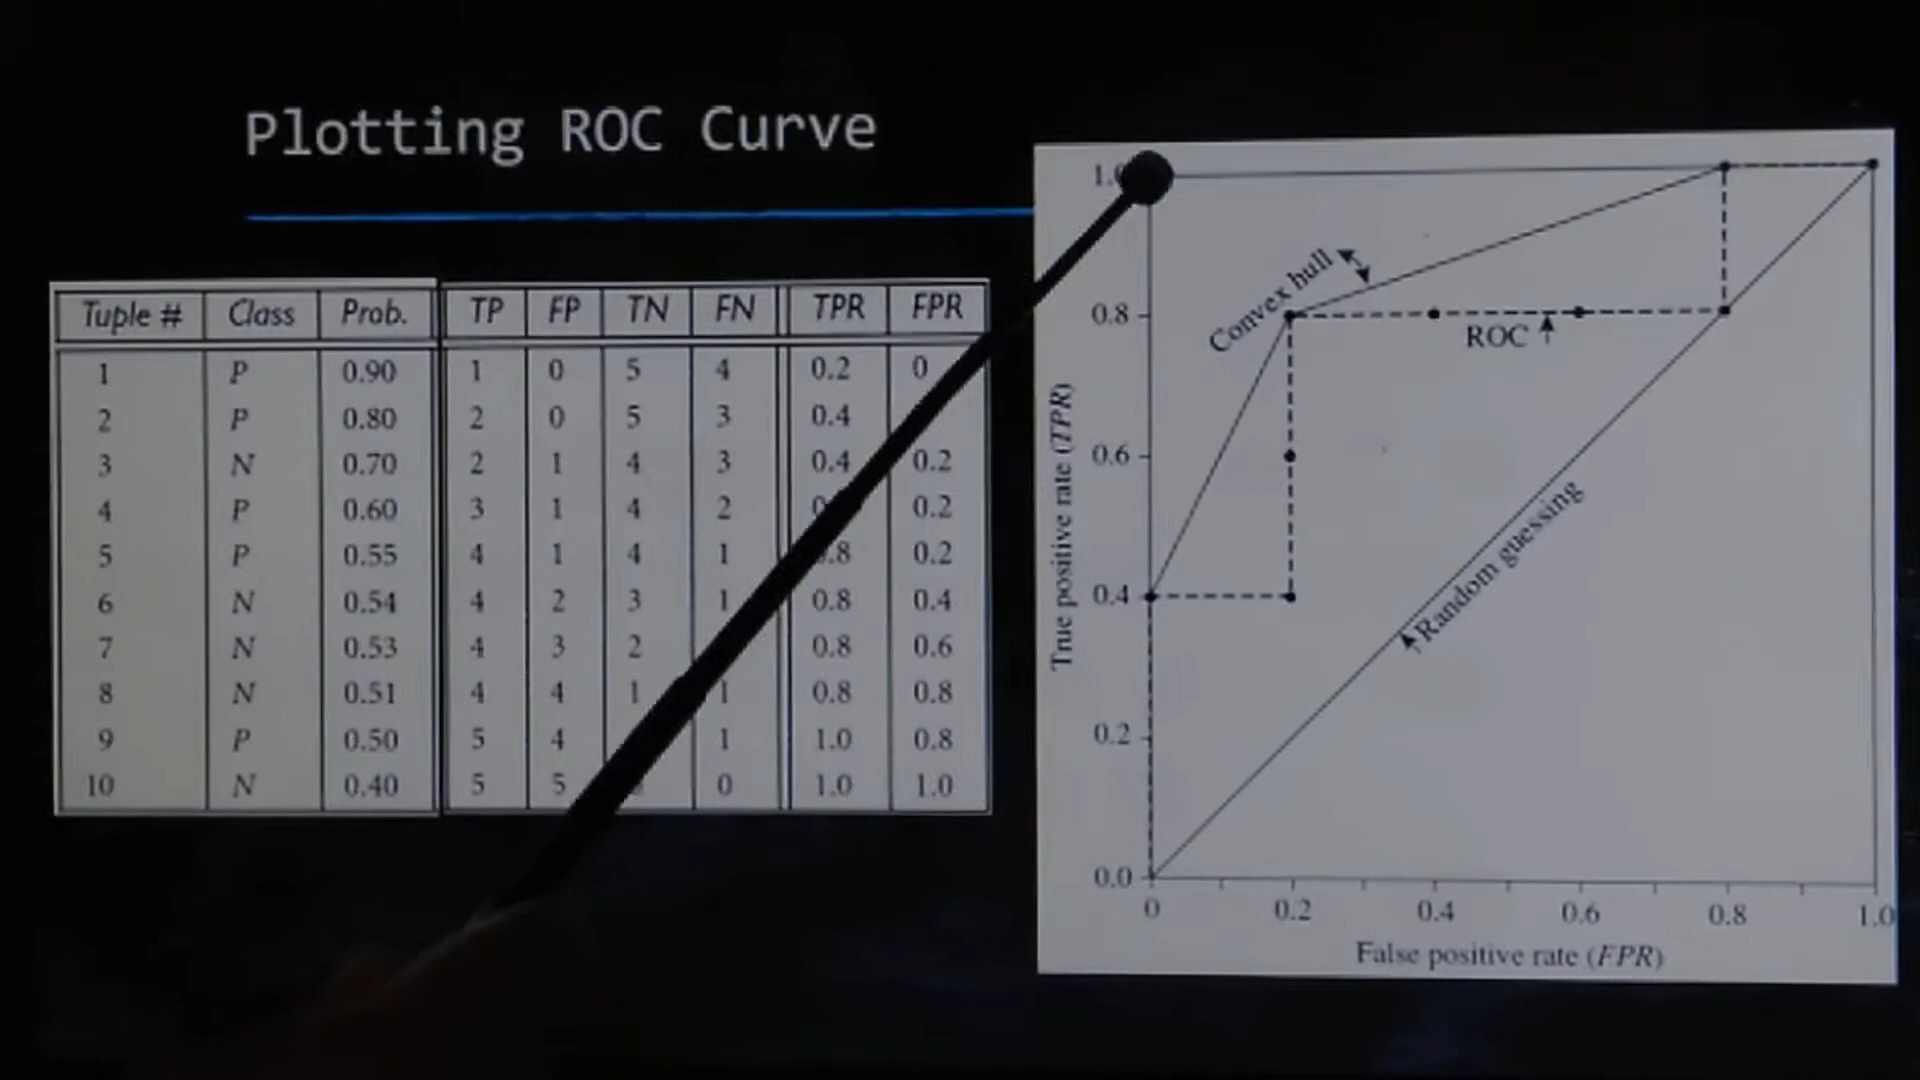 Plotting ROC Curve
Tuple # Class Prob. TP FP TN FN TPR FPR
1 P 0.90 1 0 5 4 0.2 0
2 P 0.80 2 0 5 3 0.4
3 N 0.70 2 1 4 3 0.4 0.2
4 P 0.60 3 1 4 2 0.2
5 P 0.55 4 1 4 1 0.2
6 N 0.54 4 2 3 1 0.8 0.4
7 N 0.53 4 3 2 0.8 0.6
8 N 0.51 4 4 1 1 0.8 0.8
9 P 0.50 5 4 1 1.0 0.8
10 N 0.40 5 5 0 1.0 1.0
0.8
0.6
0.4
0.2
0.0
True positive rate (TPR)
Convex hull
ROC
Random guessing
0 0.2 0.4 0.6 0.8 1.0
False positive rate (FPR)